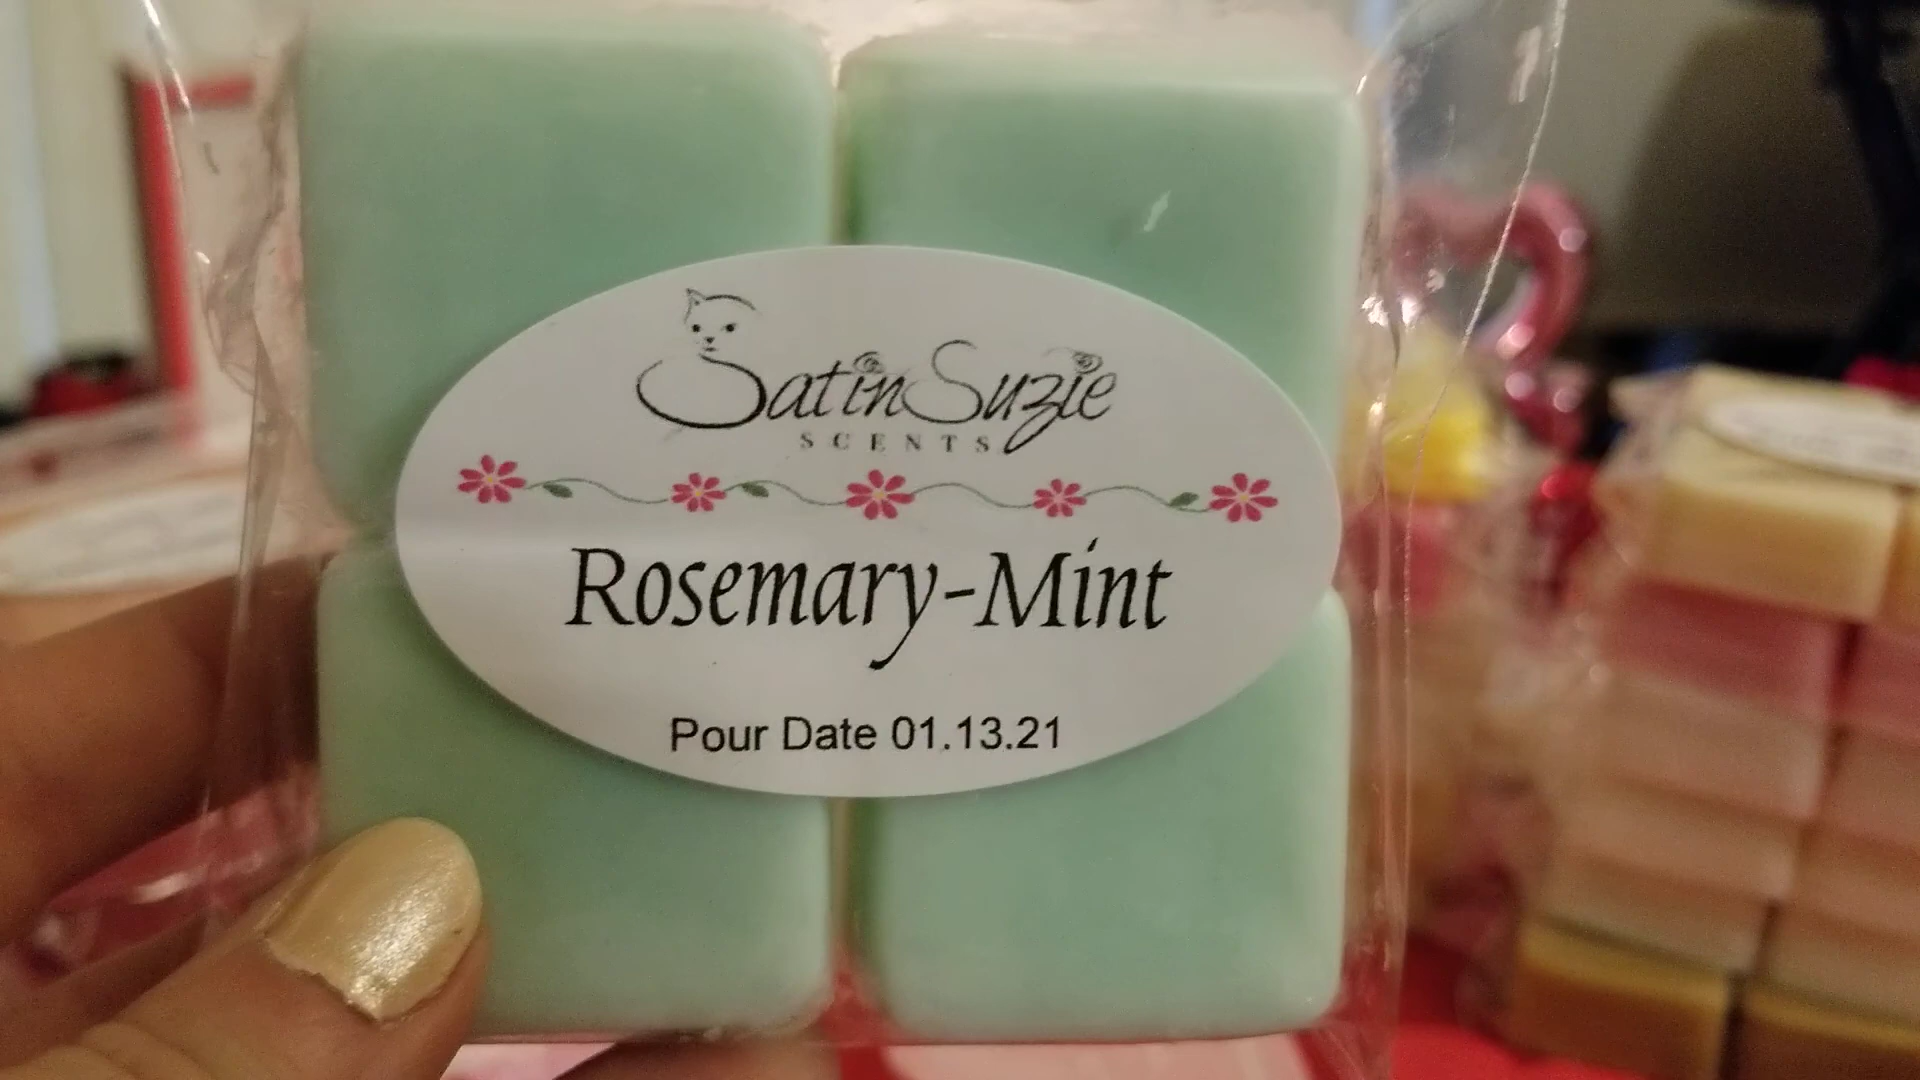 SatinSuzie
SCENTS
Rosemary-Mint
Pour Date 01.13.21